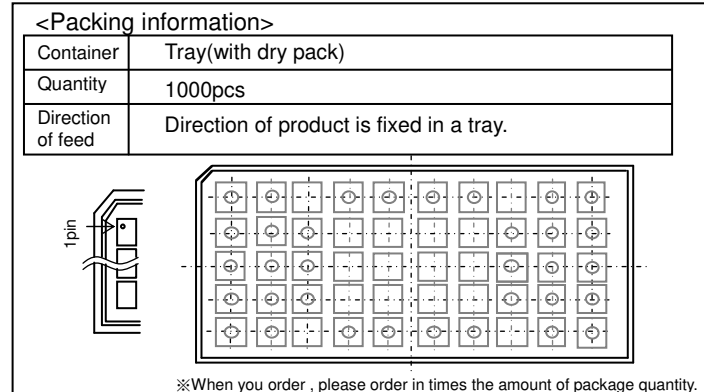 <Packing information>
Container Tray(with dry pack)
Quantity 1000pcs
Direction of feed Direction of product is fixed in a tray.
1pin
※When you order , please order in times the amount of package quantity.